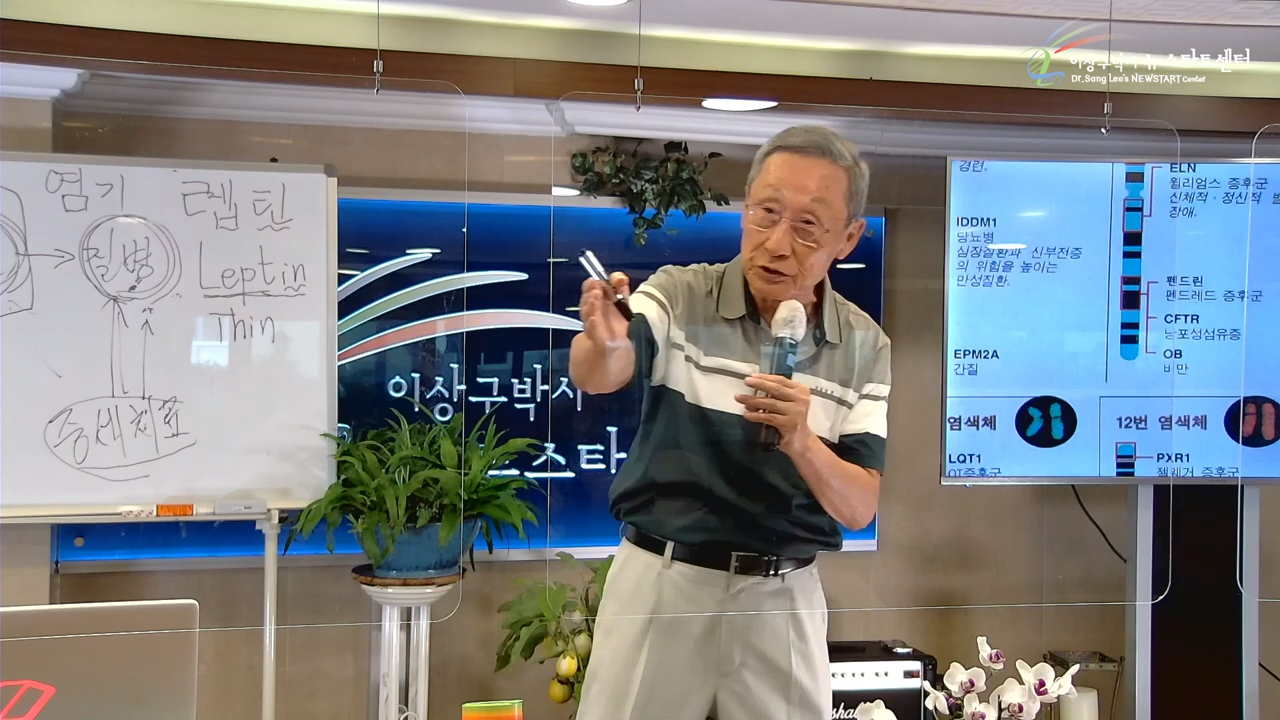 이상구박사 뉴스타트센터
Dr. Sang Lee's NEWSTART Center
염기
렙틴
질병
Leptin
Thin
증세치료
이상구박사
뉴스타
경련.
IDDM1
당뇨병
심장질환과 신부전증
의 위험을 높이는
만성질환.
EPM2A
간질
ELN
윌리엄스 증후군
신체적·정신적 발
장애.
펜드린
펜드레드 증후군
CFTR
낭포성섬유증
OB
비만
염색체
LQT1
QT증후군
12번 염색체
PXR1
젤웨거 증후군